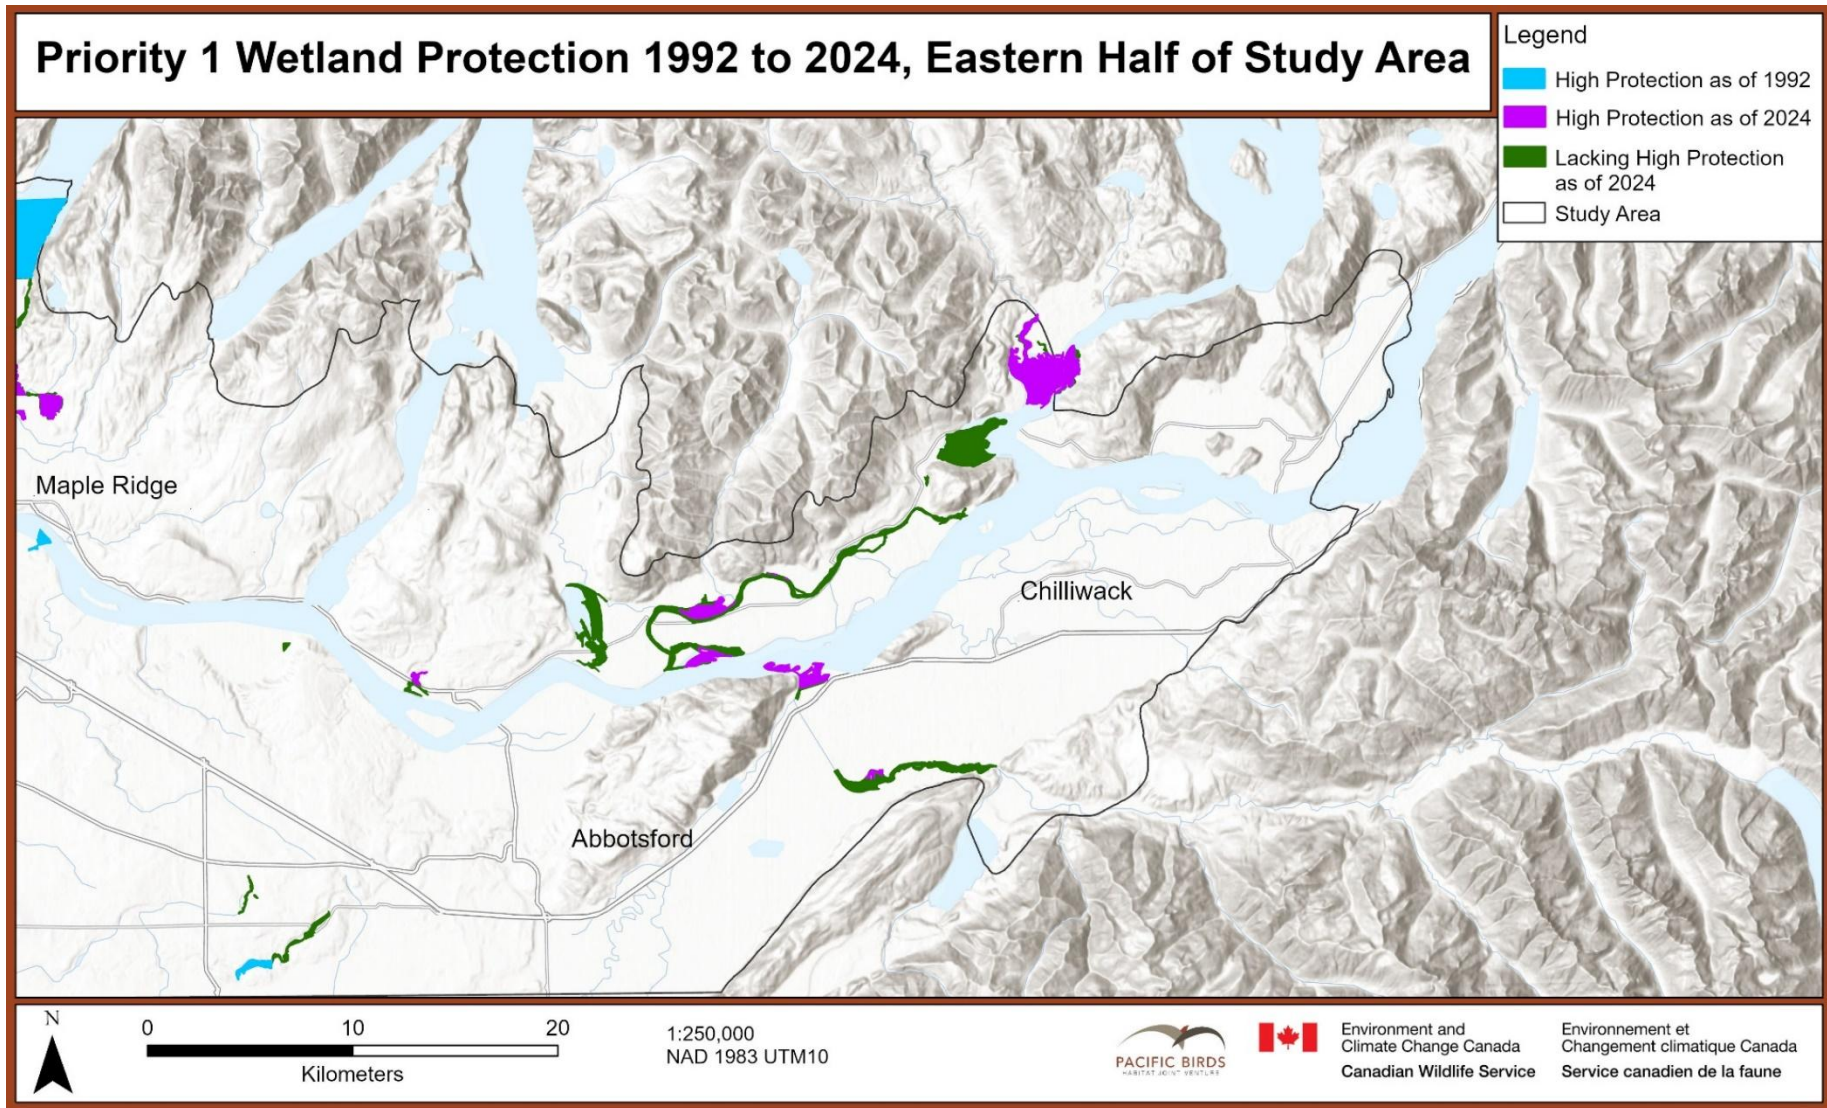 Priority 1 Wetland Protection 1992 to 2024, Eastern Half of Study Area
Legend
High Protection as of 1992
High Protection as of 2024
Lacking High Protection
as of 2024
Study Area
Maple Ridge
Chilliwack
Abbotsford
N
0 10 20
Kilometers
1:250,000
NAD 1983 UTM10
PACIFIC BIRDS
HABITAT JOINT VENTURE
Environment and
Climate Change Canada
Canadian Wildlife Service
Environnement et
Changement climatique Canada
Service canadien de la faune